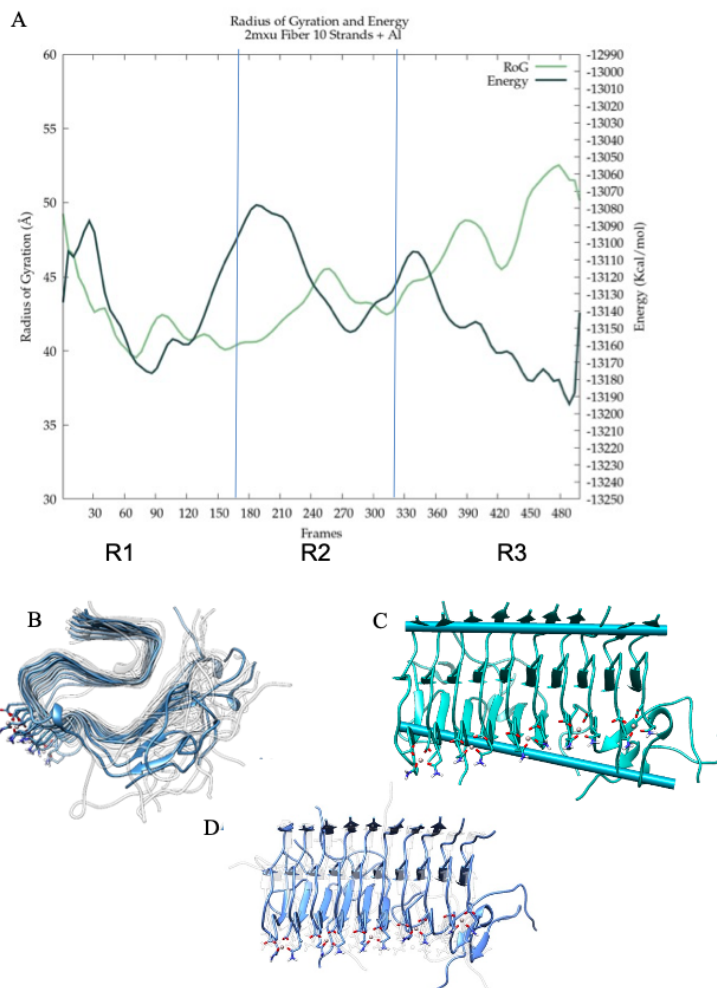 A
Radius of Gyration and Energy
2mxu Fiber 10 Strands + Al
60
55
50
45
40
35
30
Radius of Gyration (Å)
RoG
Energy
-12990
-13000
-13010
-13020
-13030
-13040
-13050
-13060
-13070
-13080
-13090
-13100
-13110
-13120
-13130
-13140
-13150
-13160
-13170
-13180
-13190
-13200
-13210
-13220
-13230
-13240
-13250
Energy (Kcal/mol)
30 60 90 120 150 180 210 240 270 300 330 360 390 420 450 480
Frames
R1 R2 R3
B
C
D